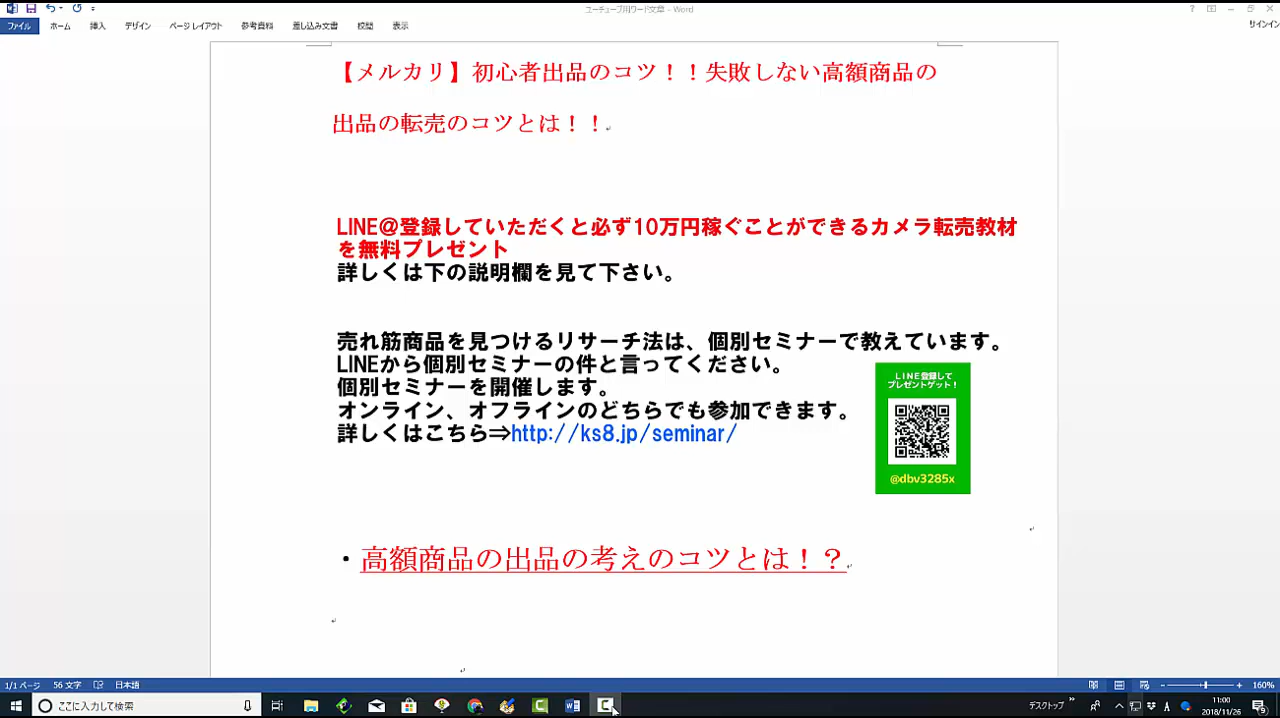 ユーチューブ用ワード文章 - Word
サインイン
ファイル ホーム 挿入 デザイン ページ レイアウト 参考資料 差し込み文書 校閲 表示
【メルカリ】初心者出品のコツ！！失敗しない高額商品の
出品の転売のコツとは！！
LINE@登録していただくと必ず10万円稼ぐことができるカメラ転売教材
を無料プレゼント
詳しくは下の説明欄を見て下さい。
売れ筋商品を見つけるリサーチ法は、個別セミナーで教えています。
LINEから個別セミナーの件と言ってください。
個別セミナーを開催します。
オンライン、オフラインのどちらでも参加できます。
詳しくはこちら⇒http://ks8.jp/seminar/
LINE登録して
プレゼントゲット！
@dbv3285x
・高額商品の出品の考えのコツとは！？
1/1 ページ 56 文字 日本語
160%
ここに入力して検索
デスクトップ
11:00
2018/11/26